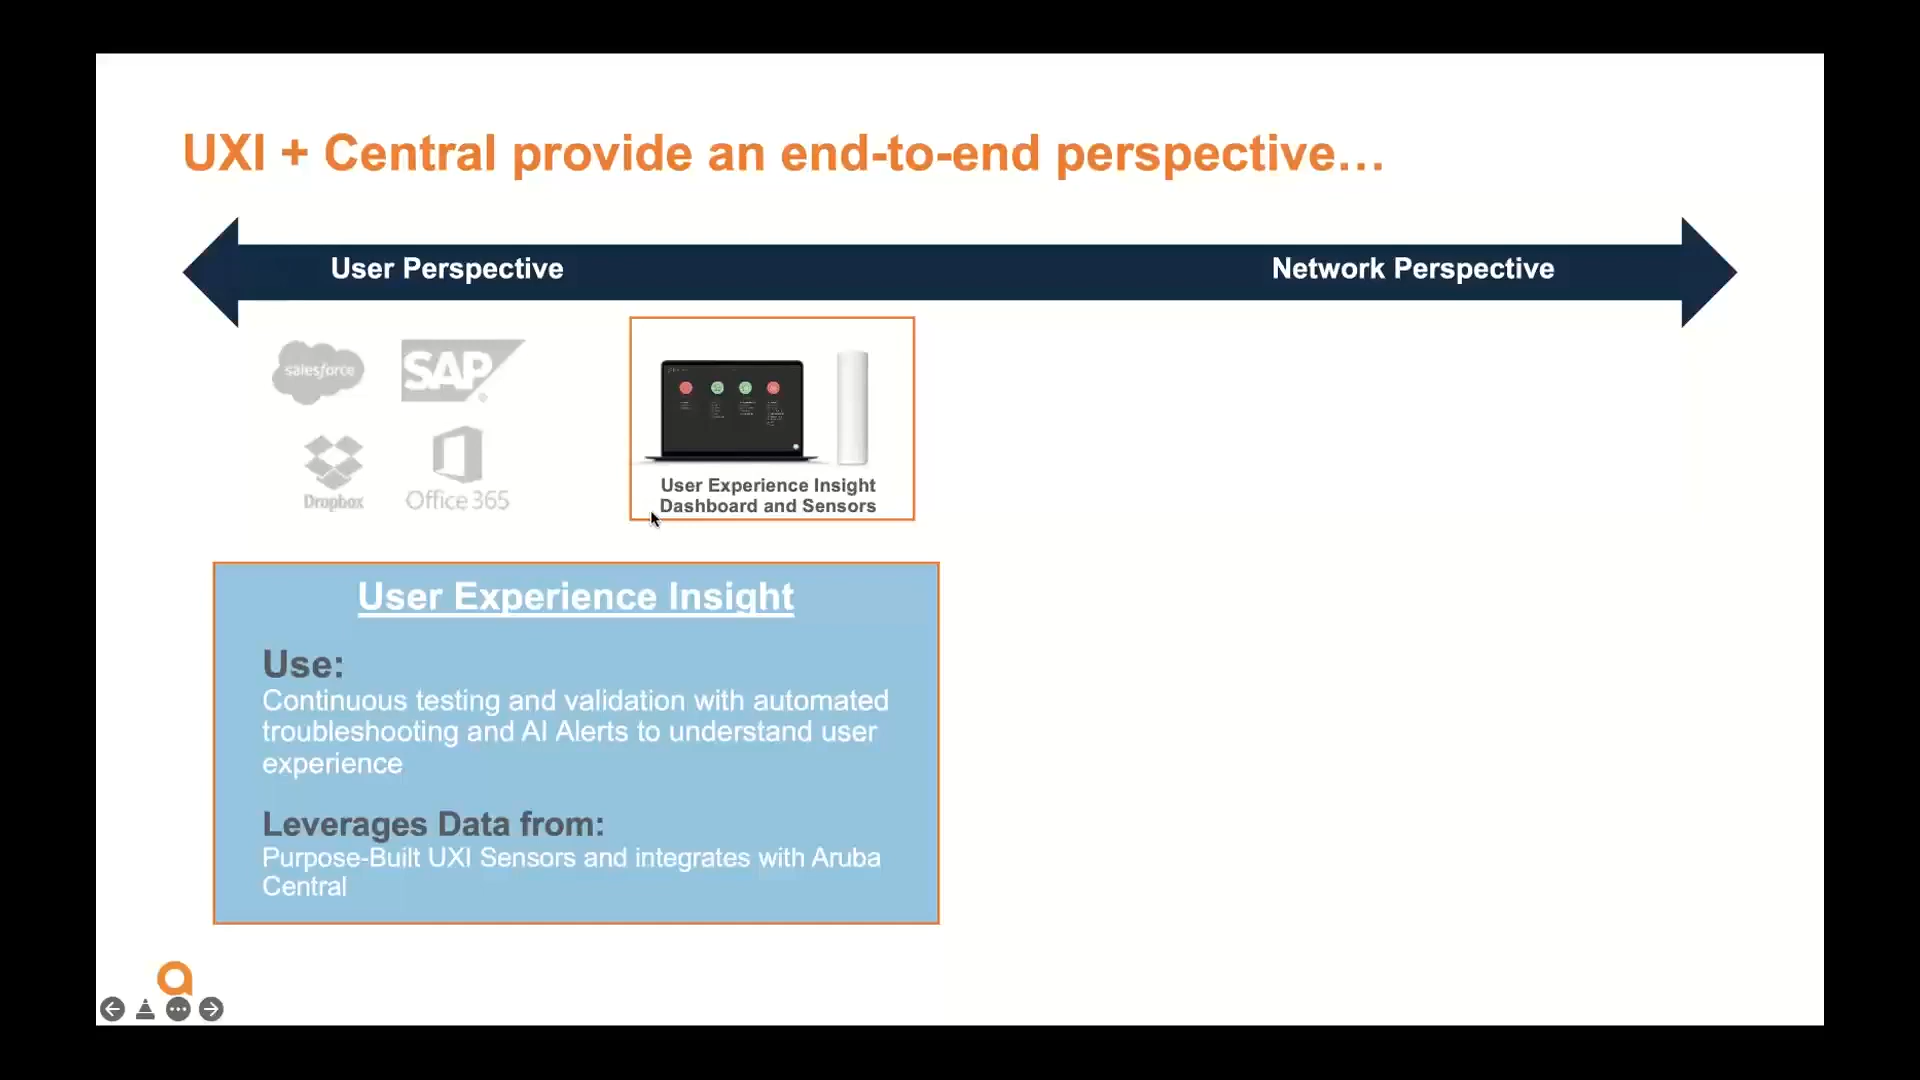 UXI + Central provide an end-to-end perspective…
User Perspective
Network Perspective
salesforce
SAP
®
Dropbox
Office 365
User Experience Insight
Dashboard and Sensors
User Experience Insight
Use:
Continuous testing and validation with automated
troubleshooting and AI Alerts to understand user
experience
Leverages Data from:
Purpose-Built UXI Sensors and integrates with Aruba
Central